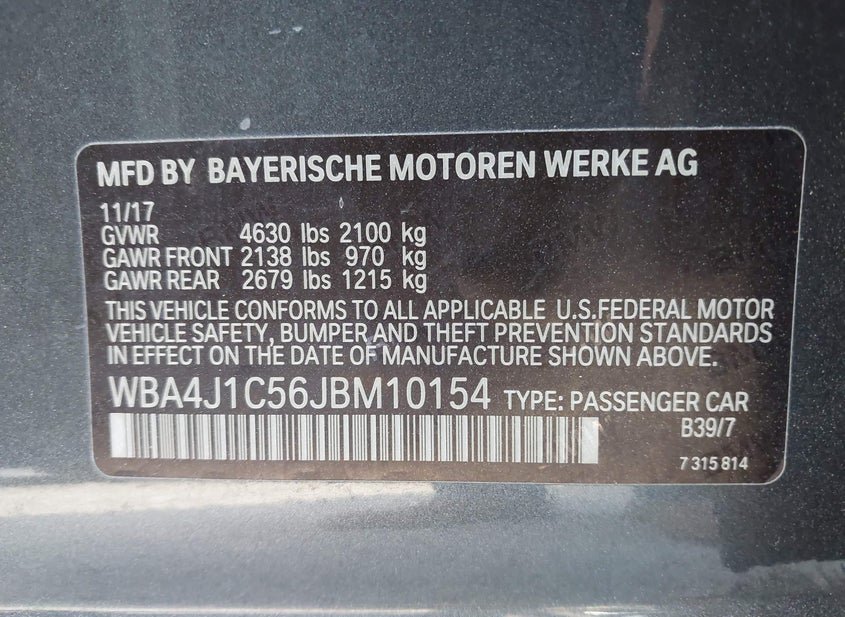 MFD BY BAYERISCHE MOTOREN WERKE AG
11/17
GVWR 4630 lbs 2100 kg
GAWR FRONT 2138 lbs 970 kg
GAWR REAR 2679 lbs 1215 kg
THIS VEHICLE CONFORMS TO ALL APPLICABLE U.S.FEDERAL MOTOR
VEHICLE SAFETY, BUMPER AND THEFT PREVENTION STANDARDS
IN EFFECT ON THE DATE OF MANUFACTURE SHOWN ABOVE.
WBA4J1C56JBM10154 TYPE: PASSENGER CAR
B39/7
7 315 814